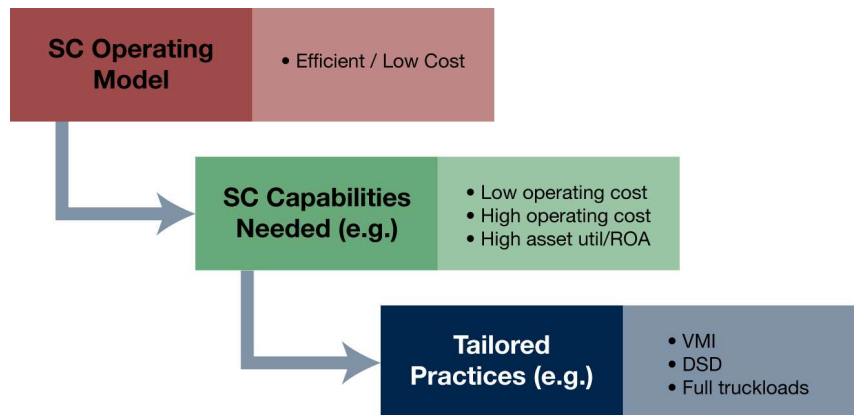 SC Operating
Model
• Efficient / Low Cost
SC Capabilities
Needed (e.g.)
• Low operating cost
• High operating cost
• High asset util/ROA
Tailored
Practices (e.g.)
• VMI
• DSD
• Full truckloads